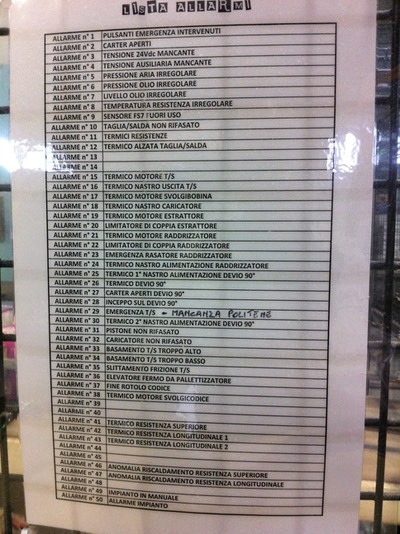 LISTA ALLARMI
ALLARME n° 1 PULSANTI EMERGENZA INTERVENUTI
ALLARME n° 2 CARTER APERTI
ALLARME n° 3 TENSIONE 24Vdc MANCANTE
ALLARME n° 4 TENSIONE AUSILIARIA MANCANTE
ALLARME n° 5 PRESSIONE ARIA IRREGOLARE
ALLARME n° 6 PRESSIONE OLIO IRREGOLARE
ALLARME n° 7 LIVELLO OLIO IRREGOLARE
ALLARME n° 8 TEMPERATURA RESISTENZA IRREGOLARE
ALLARME n° 9 SENSORE FS7 FUORI USO
ALLARME n° 10 TAGLIA/SALDA NON RIFASATO
ALLARME n° 11 TERMICI RESISTENZE
ALLARME n° 12 TERMICO ALZATA TAGLIA/SALDA
ALLARME n° 13
ALLARME n° 14
ALLARME n° 15 TERMICO MOTORE T/S
ALLARME n° 16 TERMICO NASTRO USCITA T/S
ALLARME n° 17 TERMICO MOTORE SVOLGIBOBINA
ALLARME n° 18 TERMICO NASTRO CARICATORE
ALLARME n° 19 TERMICO MOTORE ESTRATTORE
ALLARME n° 20 LIMITATORE DI COPPIA ESTRATTORE
ALLARME n° 21 TERMICO MOTORE RADDRIZZATORE
ALLARME n° 22 LIMITATORE DI COPPIA RADDRIZZATORE
ALLARME n° 23 EMERGENZA RASATORE RADDRIZZATORE
ALLARME n° 24 TERMICO NASTRO ALIMENTAZIONE RADDRIZZATORE
ALLARME n° 25 TERMICO 1° NASTRO ALIMENTAZIONE DEVIO 90°
ALLARME n° 26 TERMICO DEVIO 90°
ALLARME n° 27 CARTER APERTI DEVIO 90°
ALLARME n° 28 INCEPPO SUL DEVIO 90°
ALLARME n° 29 EMERGENZA T/S - MANCANZA POLITENE
ALLARME n° 30 TERMICO 2° NASTRO ALIMENTAZIONE DEVIO 90°
ALLARME n° 31 PISTONE NON RIFASATO
ALLARME n° 32 CARICATORE NON RIFASATO
ALLARME n° 33 BASAMENTO T/S TROPPO ALTO
ALLARME n° 34 BASAMENTO T/S TROPPO BASSO
ALLARME n° 35 SLITTAMENTO FRIZIONE T/S
ALLARME n° 36 ELEVATORE FERMO DA PALLETTIZZATORE
ALLARME n° 37 FINE ROTOLO CODICE
ALLARME n° 38 TERMICO MOTORE SVOLGICODICE
ALLARME n° 39
ALLARME n° 40
ALLARME n° 41 TERMICO RESISTENZA SUPERIORE
ALLARME n° 42 TERMICO RESISTENZA LONGITUDINALE 1
ALLARME n° 43 TERMICO RESISTENZA LONGITUDINALE 2
ALLARME n° 44
ALLARME n° 45
ALLARME n° 46 ANOMALIA RISCALDAMENTO RESISTENZA SUPERIORE
ALLARME n° 47 ANOMALIA RISCALDAMENTO RESISTENZA LONGITUDINALE
ALLARME n° 48
ALLARME n° 49 IMPIANTO IN MANUALE
ALLARME n° 50 ALLARME IMPIANTO